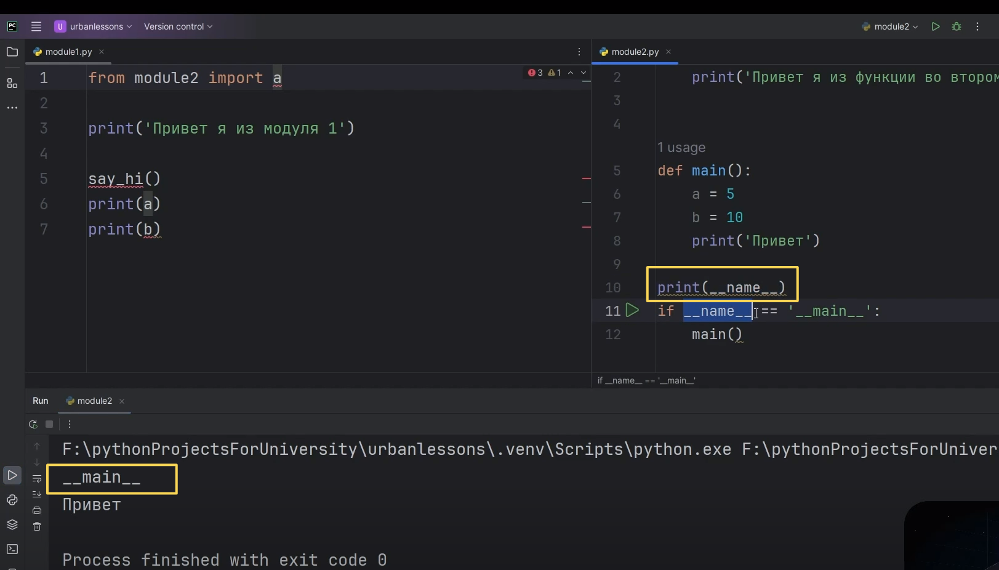 PC U urbanlessons Version control module2
module1.py
3 1
1 from module2 import a
2
3 print('Привет я из модуля 1')
4
5 say_hi()
6 print(a)
7 print(b)
module2.py
2 print('Привет я из функции во втором
3
4
1 usage
5 def main():
6 a = 5
7 b = 10
8 print('Привет')
9
10 print(__name__)
11 if __name__ == '__main__':
12 main()
if __name__ == '__main__'
Run module2
F:\pythonProjectsForUniversity\urbanlessons\.venv\Scripts\python.exe F:\pythonProjectsForUniver
__main__
Привет
Process finished with exit code 0